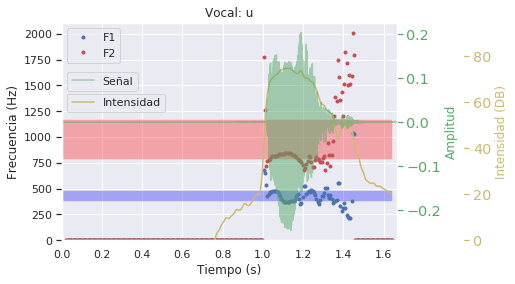 Vocal: u
F1
F2
Señal
Intensidad
Frecuencia (Hz)
2000
1750
1500
1250
1000
750
500
250
0
0.0 0.2 0.4 0.6 0.8 1.0 1.2 1.4 1.6
Tiempo (s)
0.2
0.1
0.0
−0.1
−0.2
Amplitud
80
60
40
20
0
Intensidad (DB)